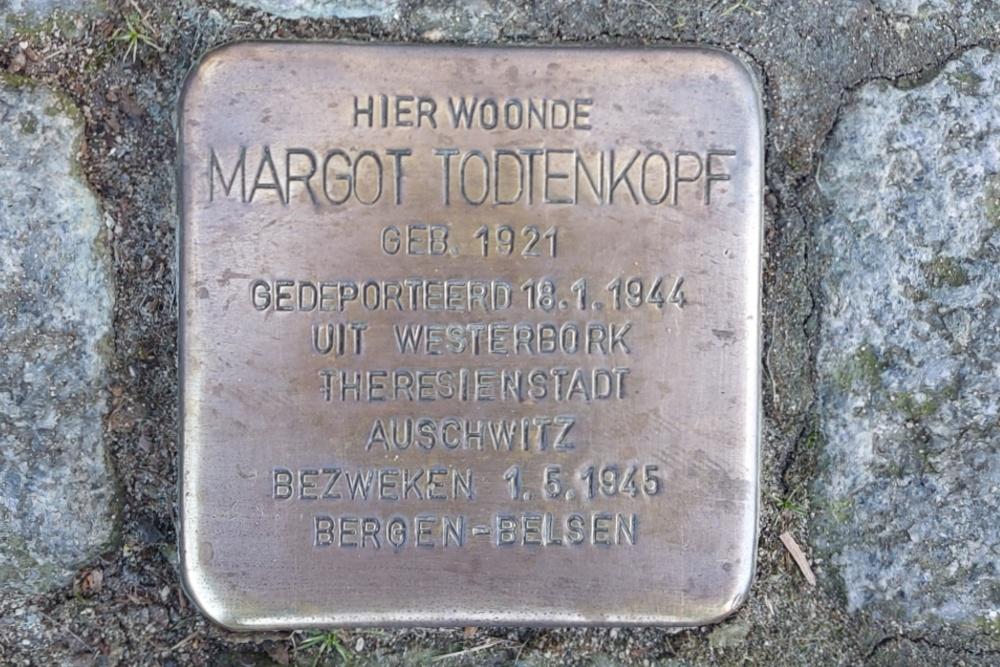 HIER WOONDE
MARGOT TODTENKOPF
GEB. 1921
GEDEPORTEERD 18.1.1944
UIT WESTERBORK
THERESIENSTADT
AUSCHWITZ
BEZWEKEN 1.5.1945
BERGEN-BELSEN